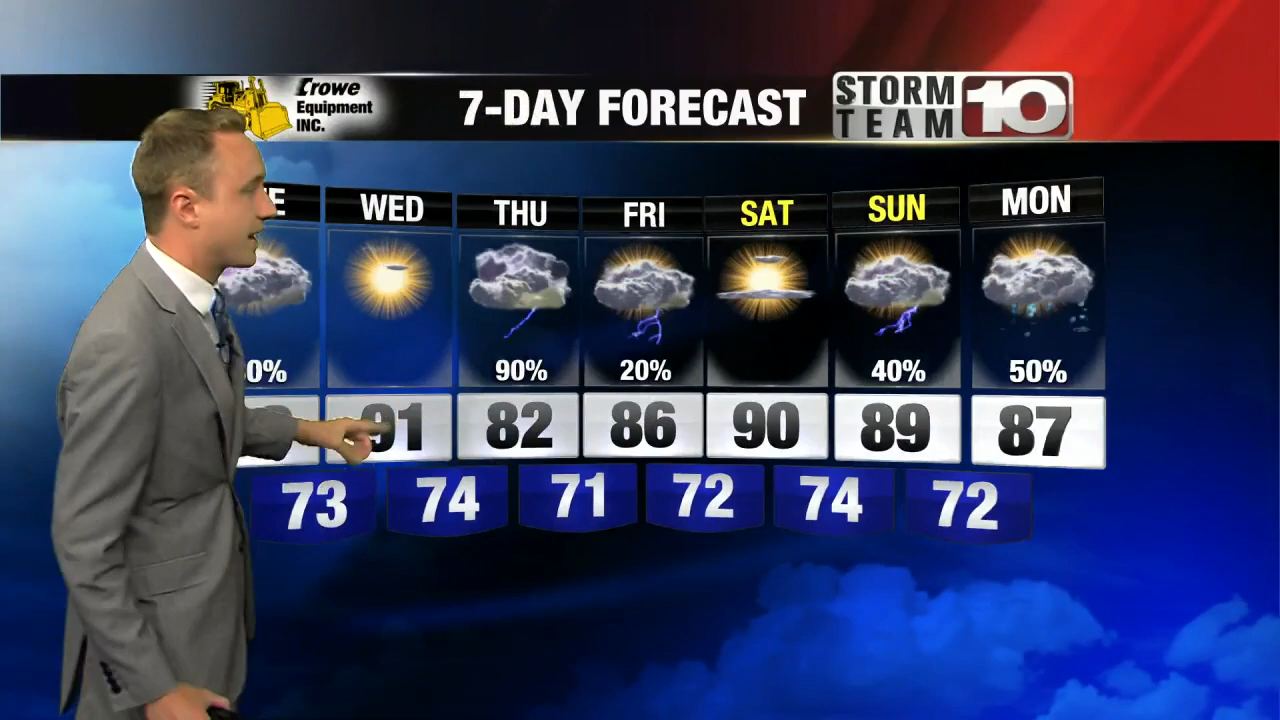 Crowe
Equipment
INC.
7-DAY FORECAST
STORM
TEAM
10
WED THU FRI SAT SUN MON
90% 20% 40% 50%
91 82 86 90 89 87
73 74 71 72 74 72